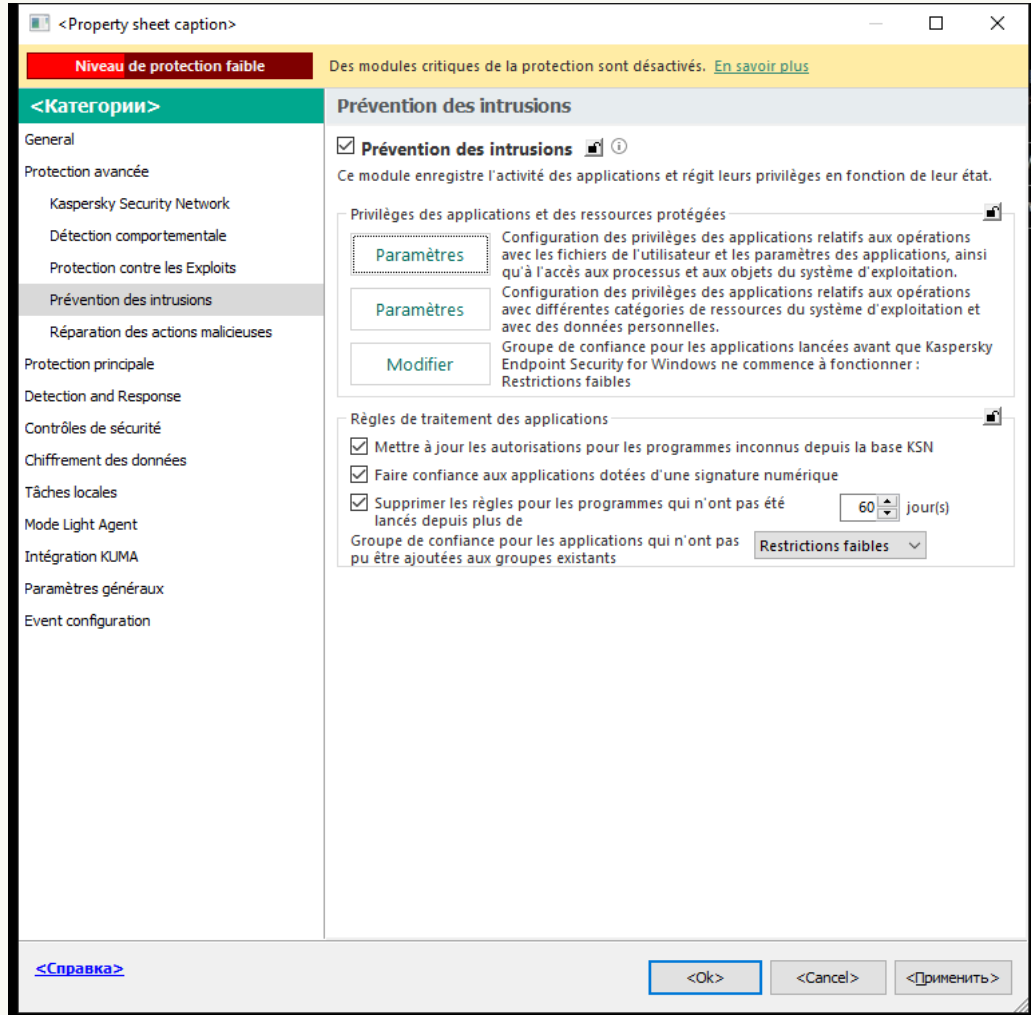 <Property sheet caption>
Niveau de protection faible
Des modules critiques de la protection sont désactivés. En savoir plus
<Категории>
General
Protection avancée
Kaspersky Security Network
Détection comportementale
Protection contre les Exploits
Prévention des intrusions
Réparation des actions malicieuses
Protection principale
Detection and Response
Contrôles de sécurité
Chiffrement des données
Tâches locales
Mode Light Agent
Intégration KUMA
Paramètres généraux
Event configuration
Prévention des intrusions
Prévention des intrusions
Ce module enregistre l'activité des applications et régit leurs privilèges en fonction de leur état.
Privilèges des applications et des ressources protégées
Paramètres
Configuration des privilèges des applications relatifs aux opérations
avec les fichiers de l'utilisateur et les paramètres des applications, ainsi
qu'à l'accès aux processus et aux objets du système d'exploitation.
Paramètres
Configuration des privilèges des applications relatifs aux opérations
avec différentes catégories de ressources du système d'exploitation et
avec des données personnelles.
Modifier
Groupe de confiance pour les applications lancées avant que Kaspersky
Endpoint Security for Windows ne commence à fonctionner :
Restrictions faibles
Règles de traitement des applications
Mettre à jour les autorisations pour les programmes inconnus depuis la base KSN
Faire confiance aux applications dotées d'une signature numérique
Supprimer les règles pour les programmes qui n'ont pas été
lancés depuis plus de
60 jour(s)
Groupe de confiance pour les applications qui n'ont pas
pu être ajoutées aux groupes existants
Restrictions faibles
<Справка>
<Ok>
<Cancel>
<Применить>